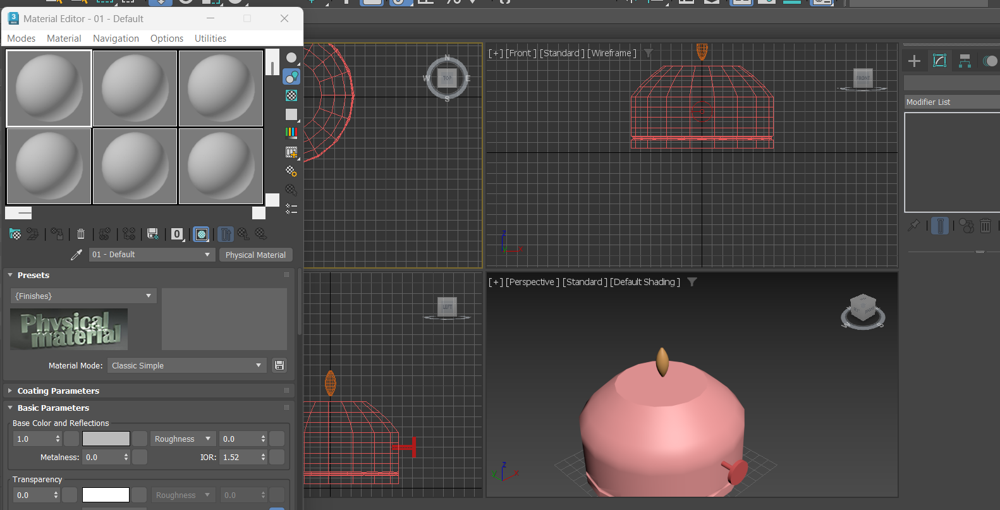 Material Editor - 01 - Default
Modes Material Navigation Options Utilities
[+] [Front ] [Standard ] [Wireframe ]
N
W TOP E
S
FRONT
Modifier List
z
y x
0
01 - Default Physical Material
Presets
{Finishes}
Physical
material
Material Mode: Classic Simple
Coating Parameters
Basic Parameters
Base Color and Reflections
1.0 Roughness 0.0
Metalness: 0.0 IOR: 1.52
Transparency
0.0 Roughness 0.0
LEFT
[+] [Perspective ] [Standard ] [Default Shading ]
z
y x